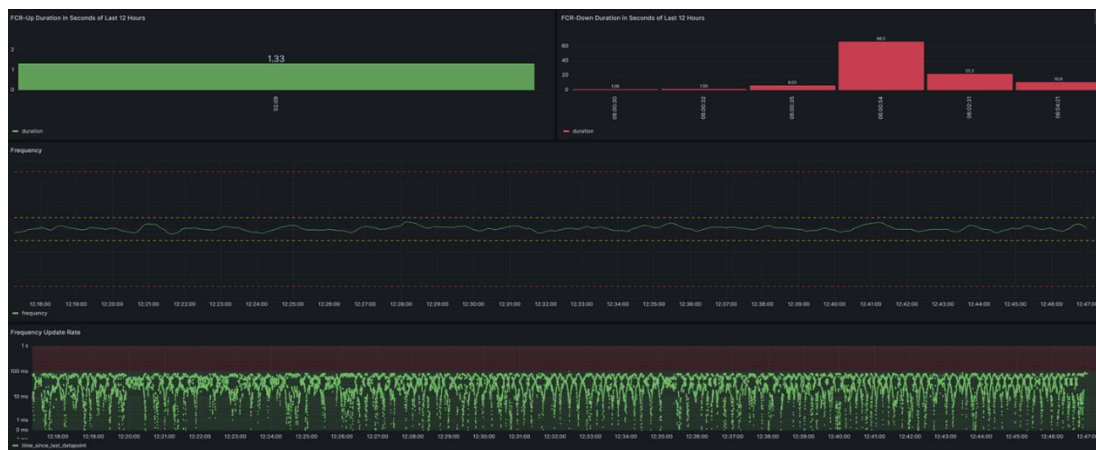 FCR-Up Duration in Seconds of Last 12 Hours
2
1
0
1.33
02:09
duration
FCR-Down Duration in Seconds of Last 12 Hours
60
40
20
0
66.5
22.2
06:00:30
06:00:32
06:00:35
06:00:54
06:02:31
06:04:21
duration
Frequency
12:18:00 12:19:00 12:20:00 12:21:00 12:22:00 12:23:00 12:24:00 12:25:00 12:26:00 12:27:00 12:28:00 12:29:00 12:30:00 12:31:00 12:32:00 12:33:00 12:34:00 12:35:00 12:36:00 12:37:00 12:38:00 12:39:00 12:40:00 12:41:00 12:42:00 12:43:00 12:44:00 12:45:00 12:46:00 12:47:0
frequency
Frequency Update Rate
1 s
100 ms
10 ms
1 ms
0 ms
12:18:00 12:19:00 12:20:00 12:21:00 12:22:00 12:23:00 12:24:00 12:25:00 12:26:00 12:27:00 12:28:00 12:29:00 12:30:00 12:31:00 12:32:00 12:33:00 12:34:00 12:35:00 12:36:00 12:37:00 12:38:00 12:39:00 12:40:00 12:41:00 12:42:00 12:43:00 12:44:00 12:45:00 12:46:00 12:47:0
time_since_last_datapoint